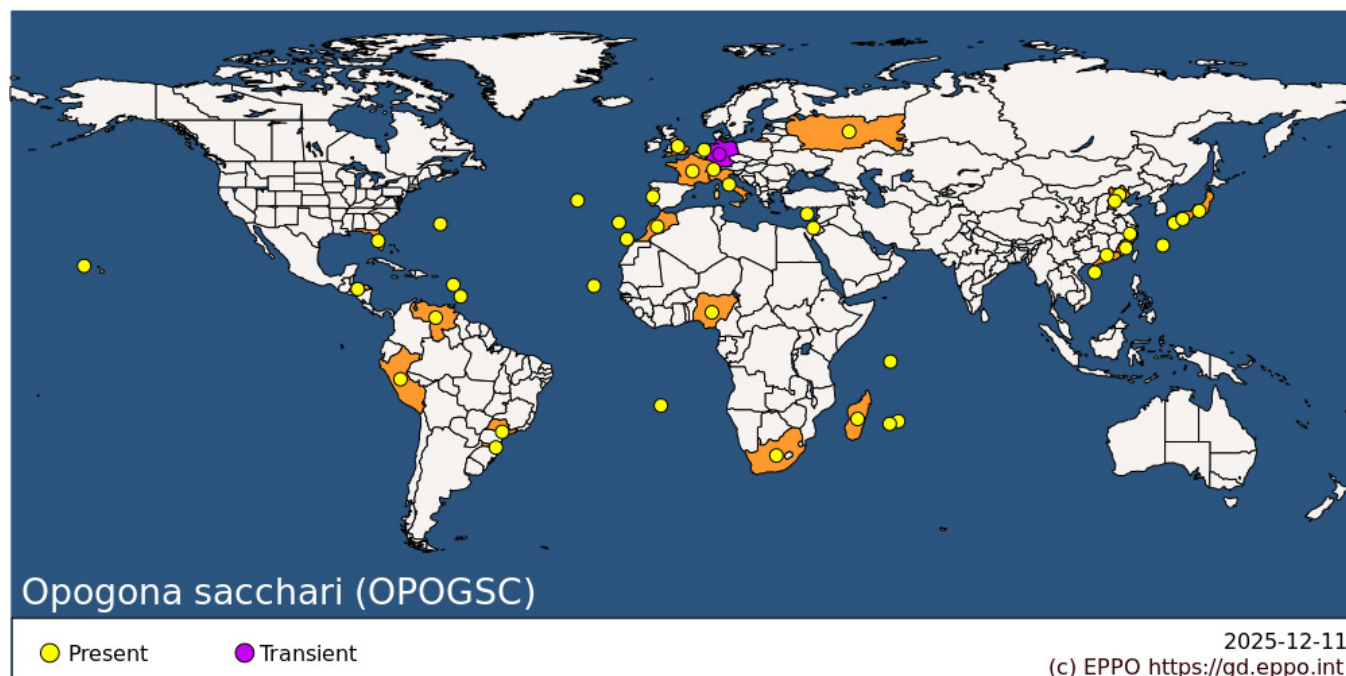 Opogona sacchari (OPOGSC)
Present
Transient
2025-12-11
(c) EPPO https://gd.eppo.int